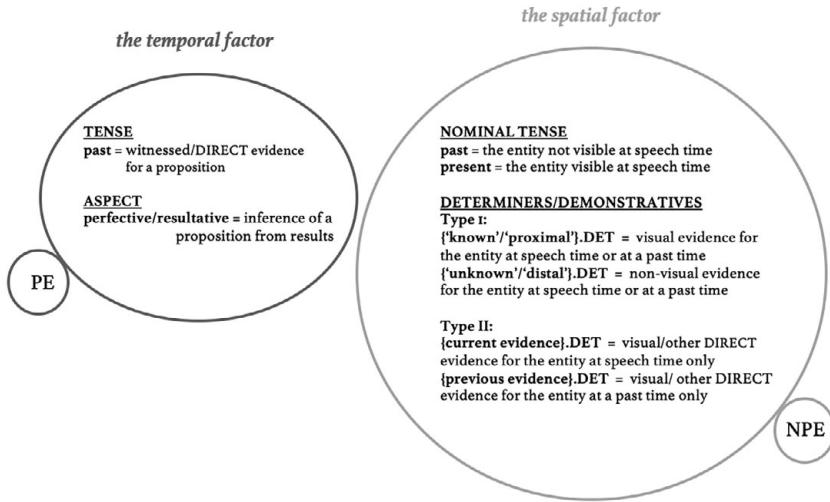 the spatial factor
the temporal factor
TENSE
past = witnessed/DIRECT evidence
for a proposition
ASPECT
perfective/resultative = inference of a
proposition from results
PE
NOMINAL TENSE
past = the entity not visible at speech time
present = the entity visible at speech time
DETERMINERS/DEMONSTRATIVES
Type I:
{‘known’/‘proximal’}.DET = visual evidence for
the entity at speech time or at a past time
{‘unknown’/‘distal’}.DET = non-visual evidence
for the entity at speech time or at a past time
Type II:
{current evidence}.DET = visual/other DIRECT
evidence for the entity at speech time only
{previous evidence}.DET = visual/ other DIRECT
evidence for the entity at a past time only
NPE